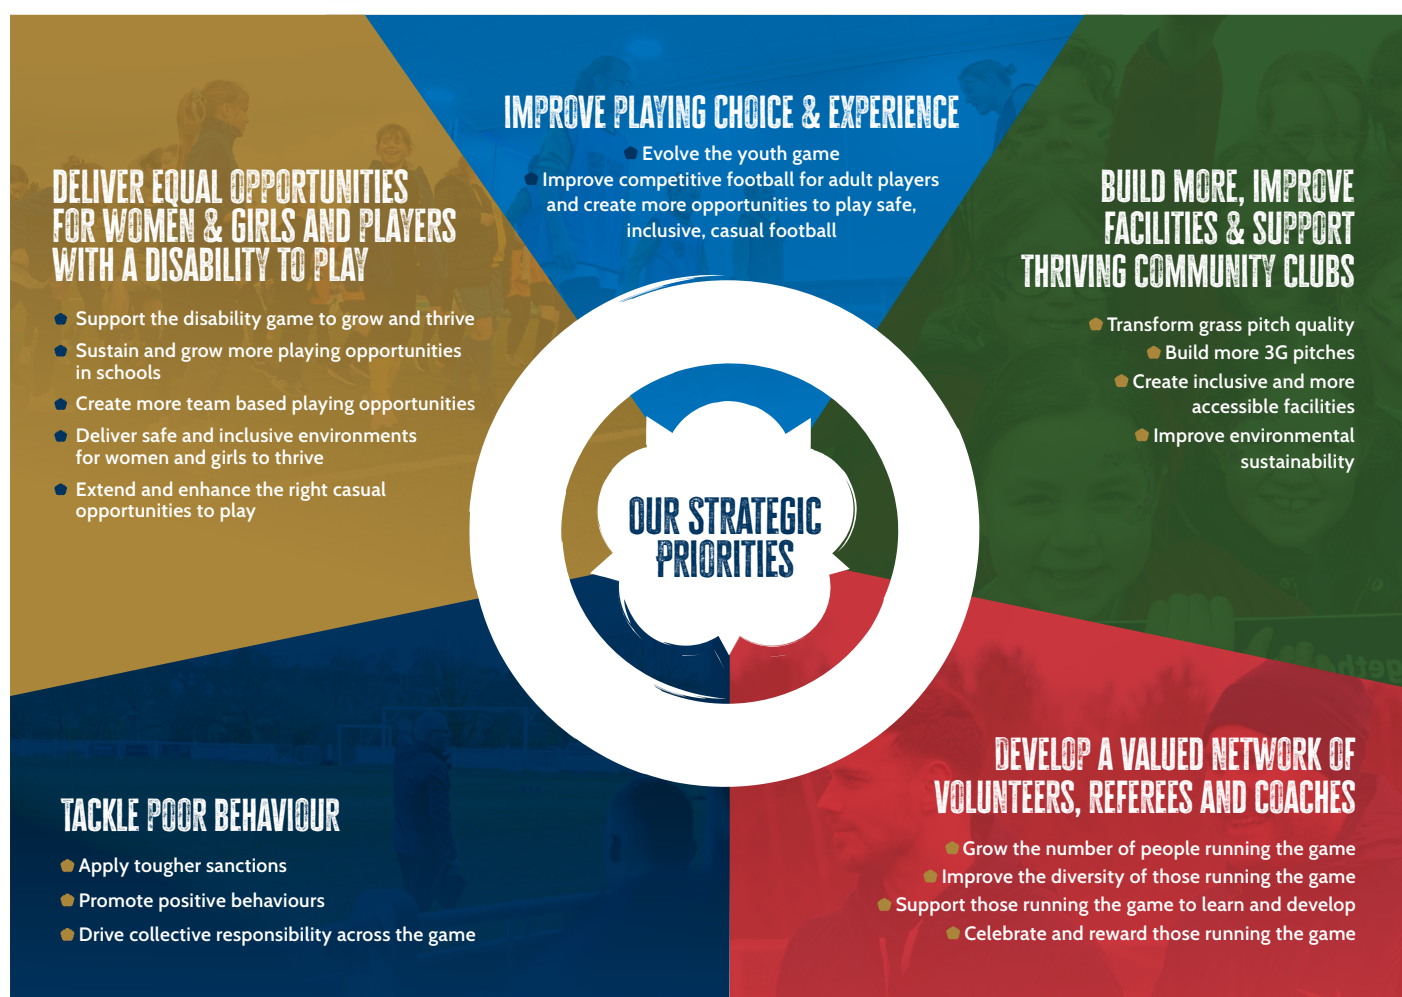 IMPROVE PLAYING CHOICE & EXPERIENCE
Evolve the youth game
Improve competitive football for adult players
and create more opportunities to play safe,
inclusive, casual football
DELIVER EQUAL OPPORTUNITIES
FOR WOMEN & GIRLS AND PLAYERS
WITH A DISABILITY TO PLAY
Support the disability game to grow and thrive
Sustain and grow more playing opportunities
in schools
Create more team based playing opportunities
Deliver safe and inclusive environments
for women and girls to thrive
Extend and enhance the right casual
opportunities to play
BUILD MORE, IMPROVE
FACILITIES & SUPPORT
THRIVING COMMUNITY CLUBS
Transform grass pitch quality
Build more 3G pitches
Create inclusive and more
accessible facilities
Improve environmental
sustainability
OUR STRATEGIC
PRIORITIES
TACKLE POOR BEHAVIOUR
Apply tougher sanctions
Promote positive behaviours
Drive collective responsibility across the game
DEVELOP A VALUED NETWORK OF
VOLUNTEERS, REFEREES AND COACHES
Grow the number of people running the game
Improve the diversity of those running the game
Support those running the game to learn and develop
Celebrate and reward those running the game